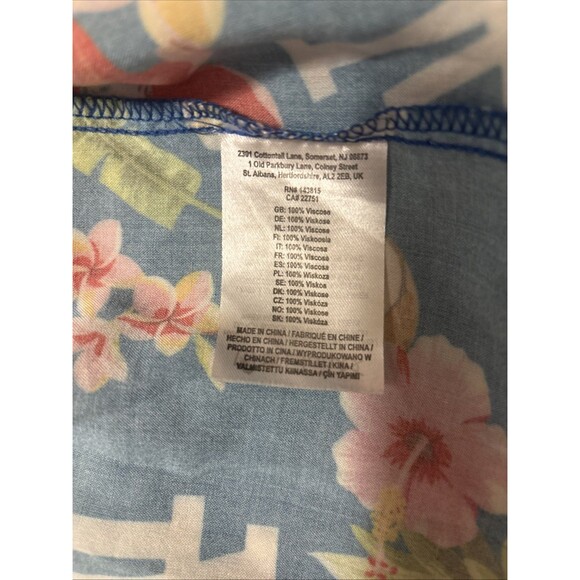 2391 Cottontail Lane, Somerset, NJ 08873
1 Old Parkbury Lane, Colney Street
St. Albans, Hertfordshire, AL2 2EB, UK
RN# 143815
CA# 22751
GB: 100% Viscose
DE: 100% Viskose
NL: 100% Viscose
FI: 100% Viskoosia
IT: 100% Viscosa
FR: 100% Viscose
ES: 100% Viscosa
PL: 100% Wiskoza
SE: 100% Viskos
DK: 100% Viskose
CZ: 100% Viskóza
NO: 100% Viskose
SK: 100% Viskóza
MADE IN CHINA / FABRIQUÉ EN CHINE /
HECHO EN CHINA / HERGESTELLT IN CHINA /
PRODOTTO IN CINA / WYPRODUKOWANO W
CHINACH / FREMSTILLET I KINA /
VALMISTETTU KIINASSA / ÇİN YAPINI